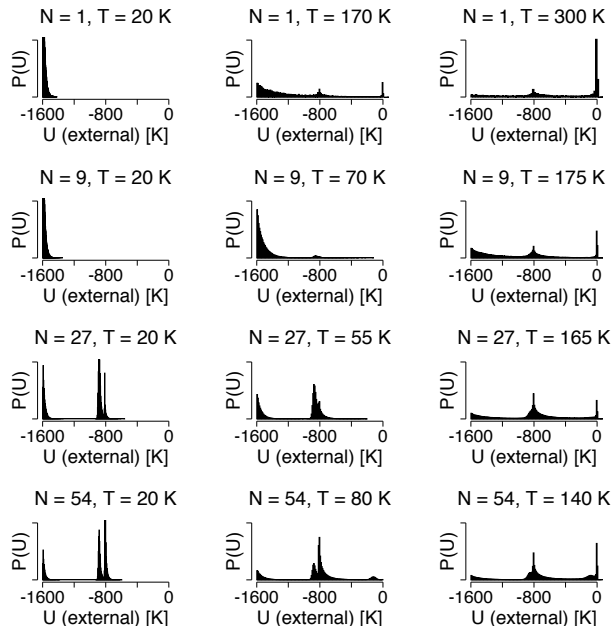 N = 1, T = 20 K
N = 1, T = 170 K
N = 1, T = 300 K
P(U)
P(U)
P(U)
-1600 -800 0
-1600 -800 0
-1600 -800 0
U (external) [K]
U (external) [K]
U (external) [K]
N = 9, T = 20 K
N = 9, T = 70 K
N = 9, T = 175 K
P(U)
P(U)
P(U)
-1600 -800 0
-1600 -800 0
-1600 -800 0
U (external) [K]
U (external) [K]
U (external) [K]
N = 27, T = 20 K
N = 27, T = 55 K
N = 27, T = 165 K
P(U)
P(U)
P(U)
-1600 -800 0
-1600 -800 0
-1600 -800 0
U (external) [K]
U (external) [K]
U (external) [K]
N = 54, T = 20 K
N = 54, T = 80 K
N = 54, T = 140 K
P(U)
P(U)
P(U)
-1600 -800 0
-1600 -800 0
-1600 -800 0
U (external) [K]
U (external) [K]
U (external) [K]